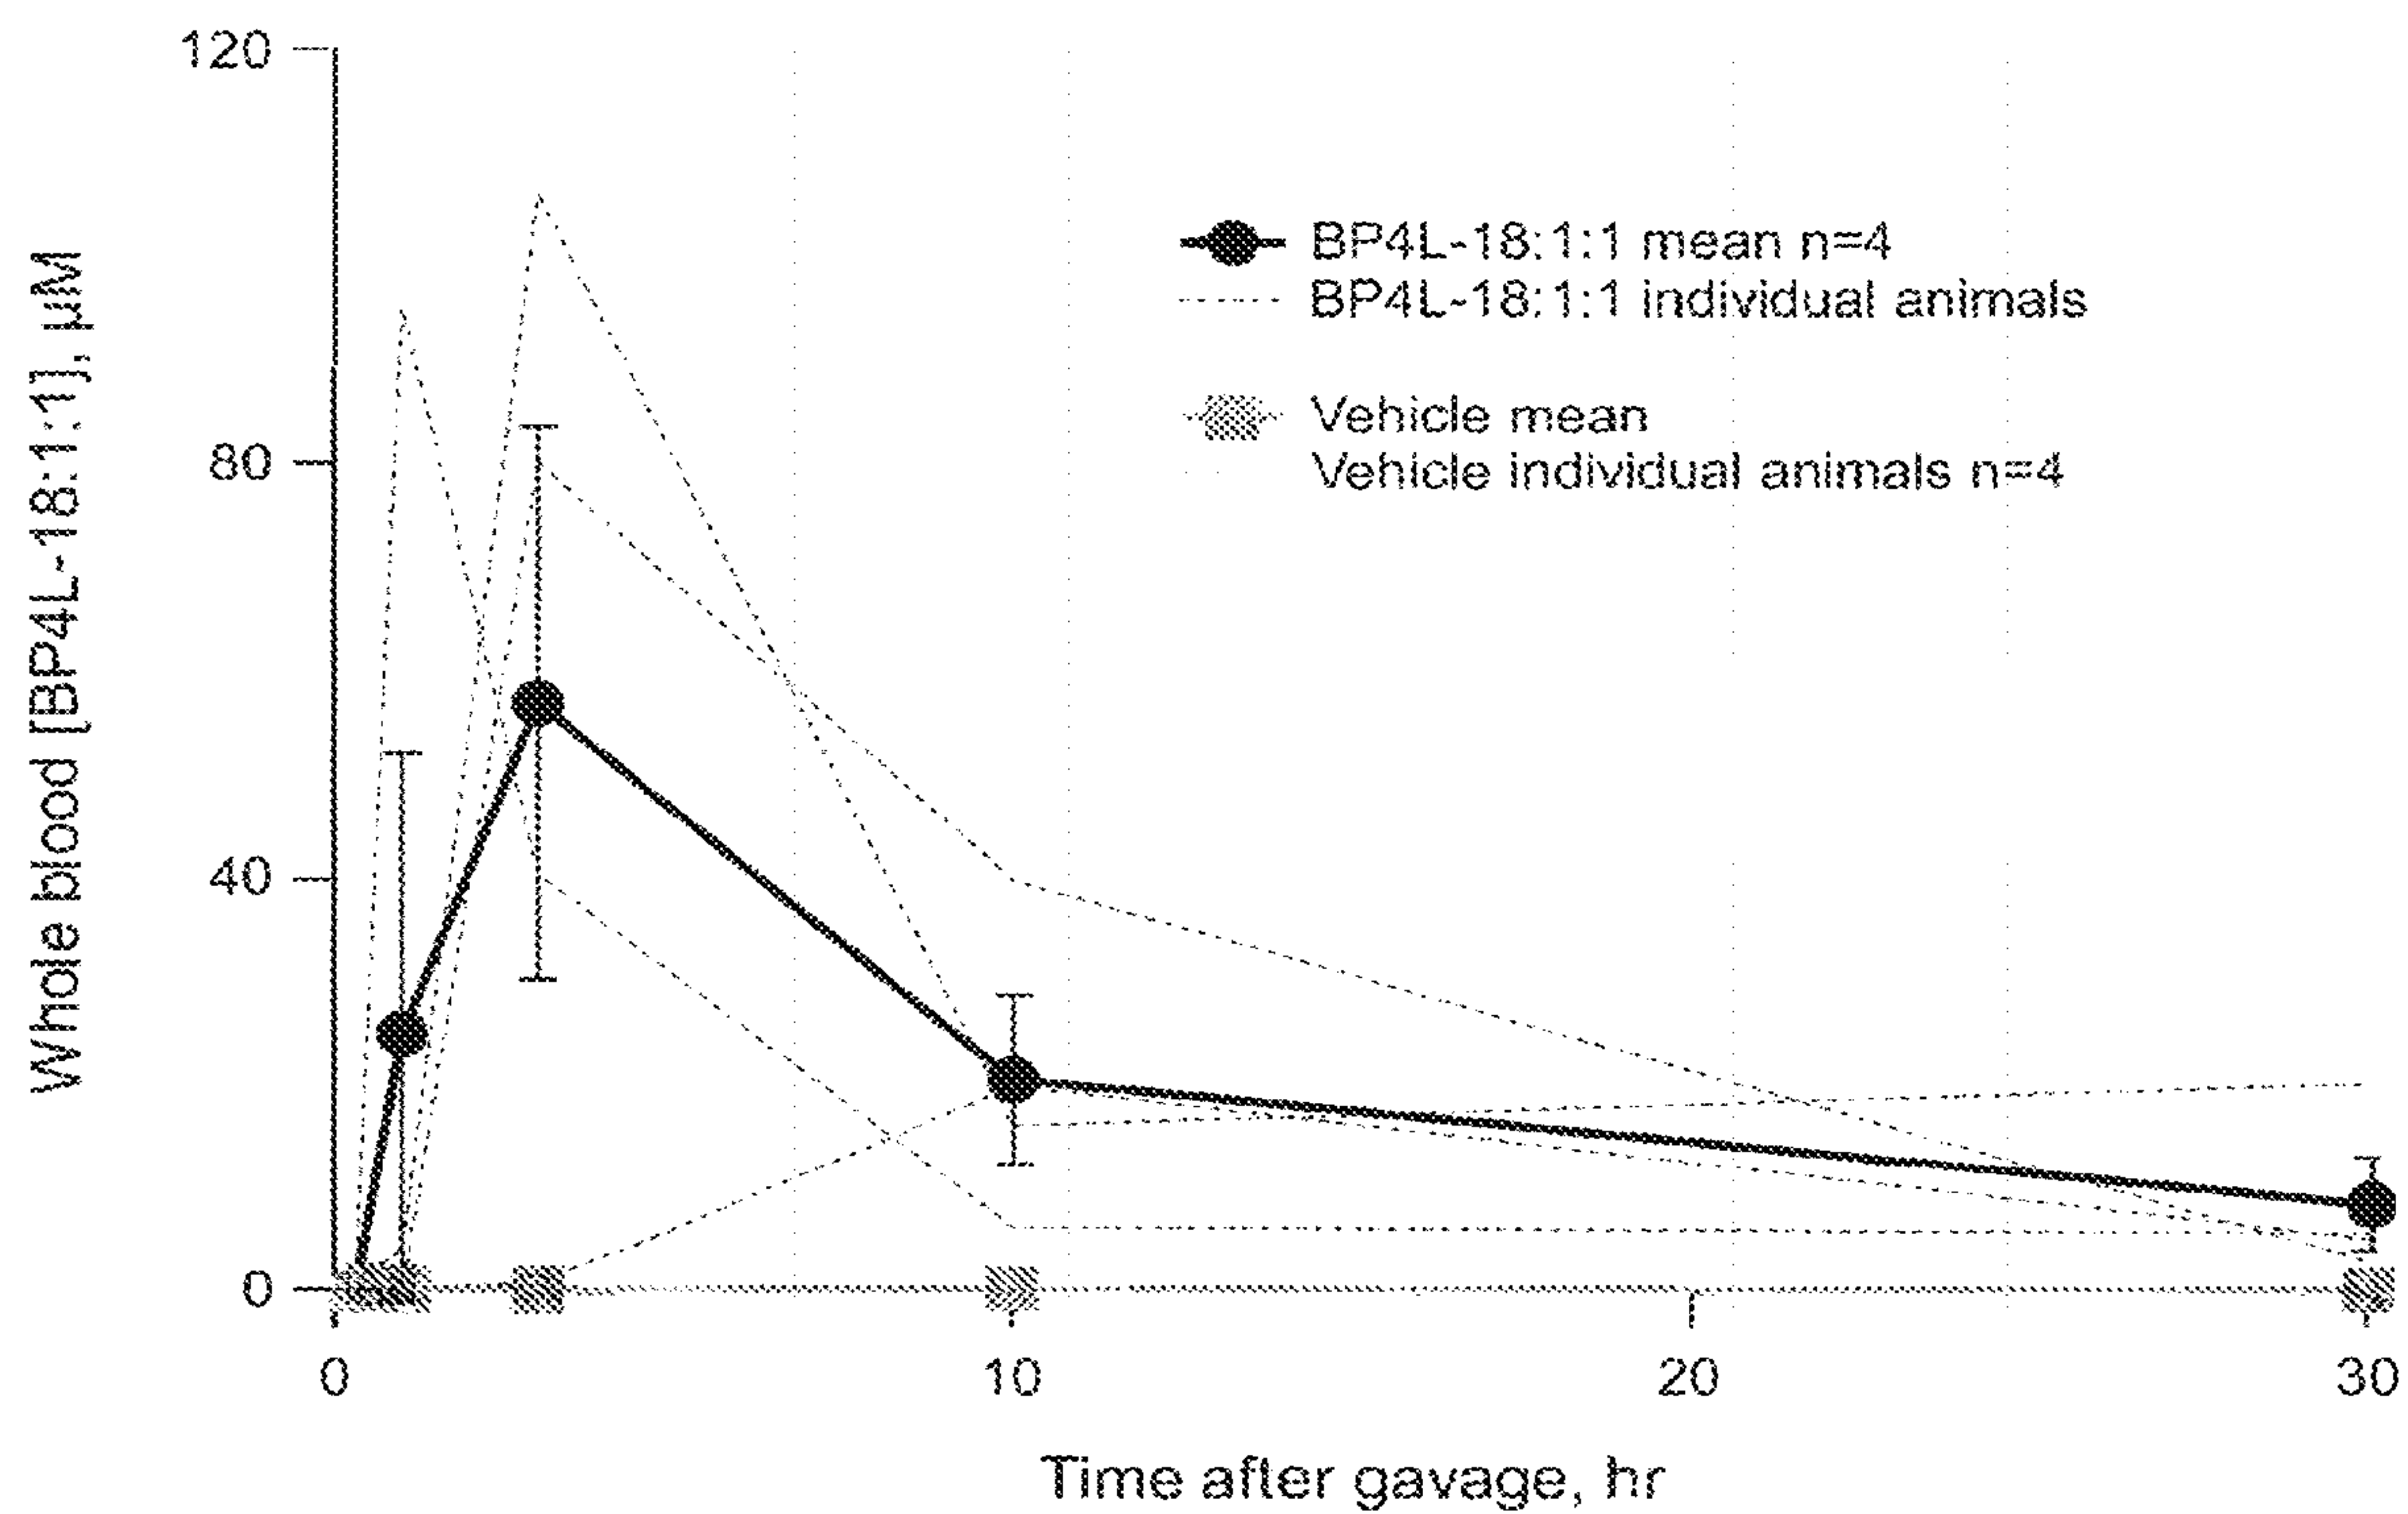 120
80
40
0
Whole blood [BP4L-18:1:1], µM
BP4L-18:1:1 mean n=4
BP4L-18:1:1 individual animals
Vehicle mean
Vehicle individual animals n=4
0
10
20
30
Time after gavage, hr